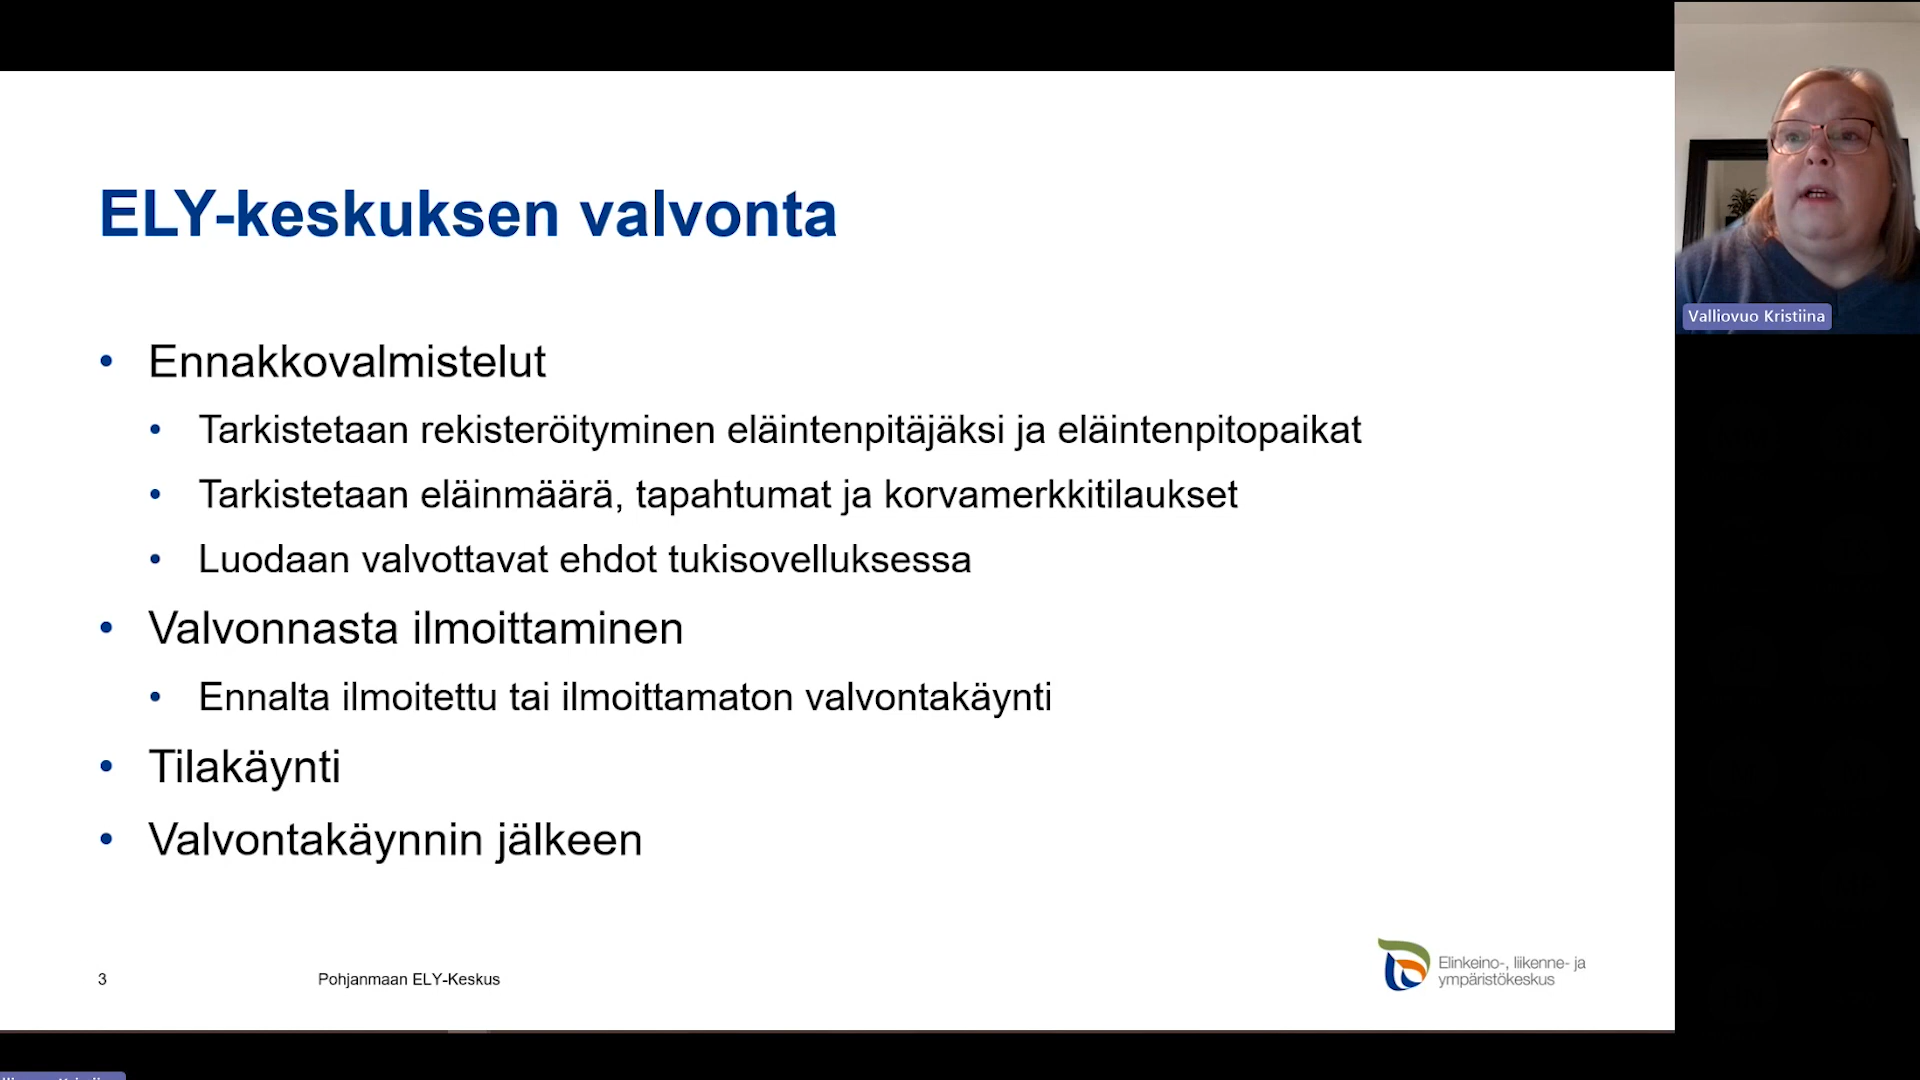 ELY-keskuksen valvonta
• Ennakkovalmistelut
• Tarkistetaan rekisteröityminen eläintenpitäjäksi ja eläintenpitopaikat
• Tarkistetaan eläinmäärä, tapahtumat ja korvamerkkitilaukset
• Luodaan valvottavat ehdot tukisovelluksessa
• Valvonnasta ilmoittaminen
• Ennalta ilmoitettu tai ilmoittamaton valvontakäynti
• Tilakäynti
• Valvontakäynnin jälkeen
3
Pohjanmaan ELY-Keskus
Elinkeino-, liikenne- ja
ympäristökeskus
Valliovuo Kristiina